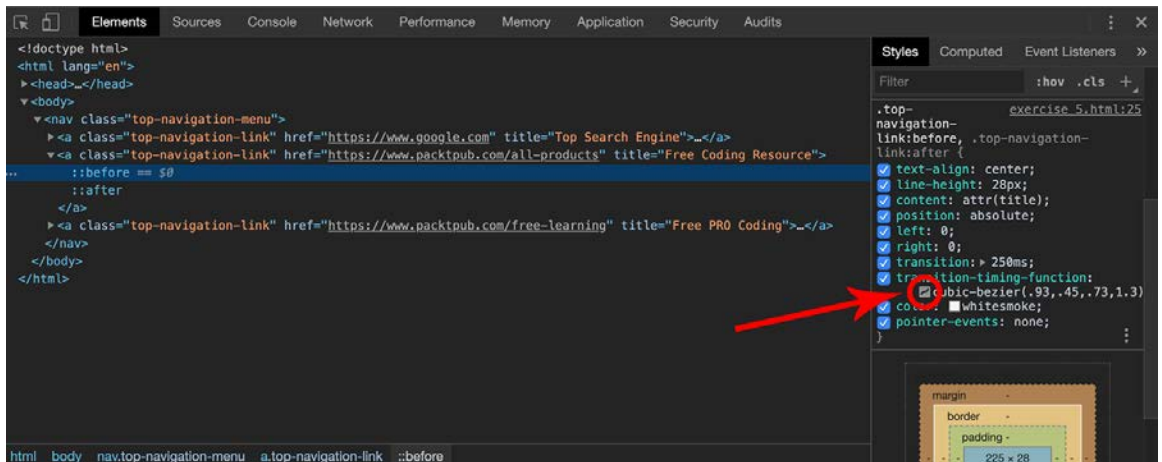 Elements Sources Console Network Performance Memory Application Security Audits
<!doctype html>
<html lang="en">
<head>…</head>
<body>
<nav class="top-navigation-menu">
<a class="top-navigation-link" href="https://www.google.com" title="Top Search Engine">…</a>
<a class="top-navigation-link" href="https://www.packtpub.com/all-products" title="Free Coding Resource">
... ::before == $0
::after
</a>
<a class="top-navigation-link" href="https://www.packtpub.com/free-learning" title="Free PRO Coding">…</a>
</nav>
</body>
</html>
html body nav.top-navigation-menu a.top-navigation-link ::before
Styles Computed Event Listeners »
Filter :hov .cls +
.top- exercise 5.html:25
navigation-
link:before, .top-navigation-
link:after {
text-align: center;
line-height: 28px;
content: attr(title);
position: absolute;
left: 0;
right: 0;
transition: 250ms;
transition-timing-function:
cubic-bezier(.93,.45,.73,1.3)
color: whitesmoke;
pointer-events: none;
}
margin -
border -
padding -
- - - 225 × 28 - - -